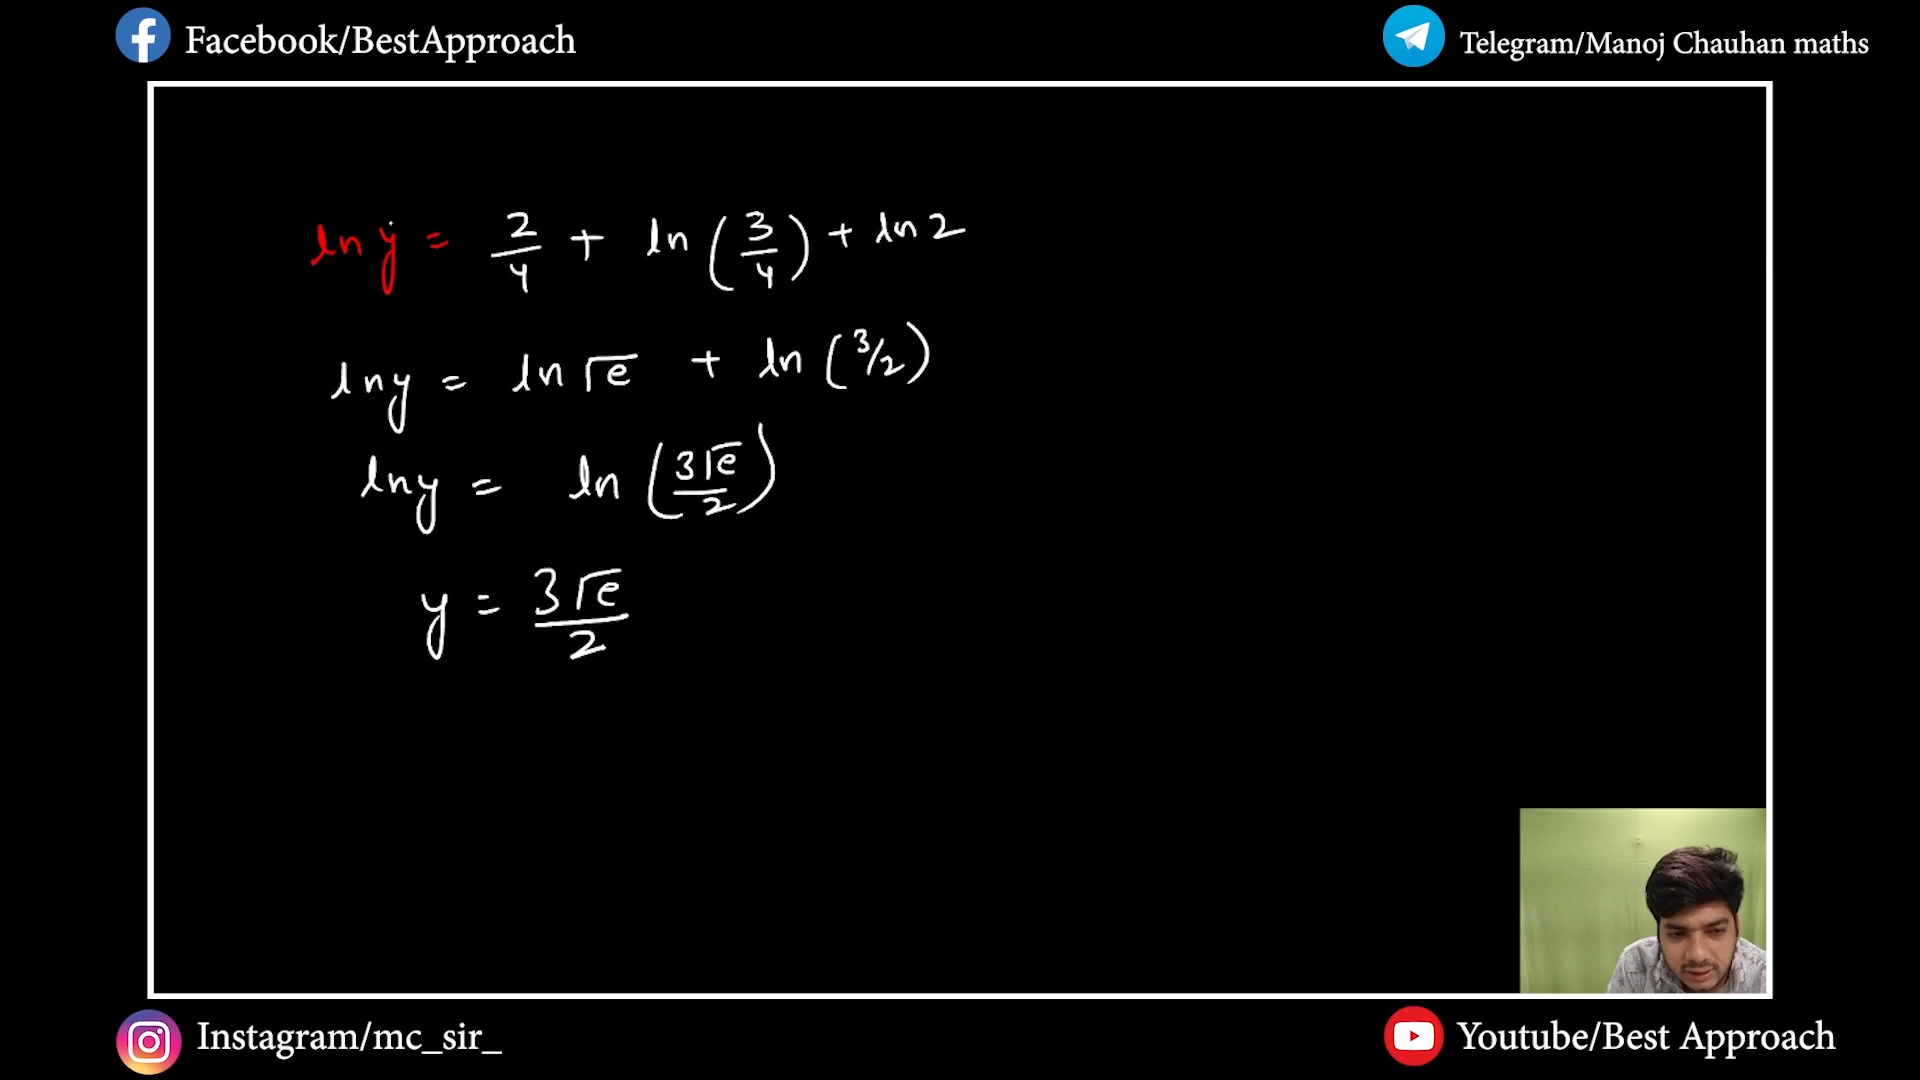 Facebook/BestApproach
Telegram/Manoj Chauhan maths
ln y = 2/4 + ln (3/4) + ln 2
ln y = ln √e + ln (3/2)
ln y = ln (3√e/2)
y = 3√e/2
Instagram/mc_sir_
Youtube/Best Approach